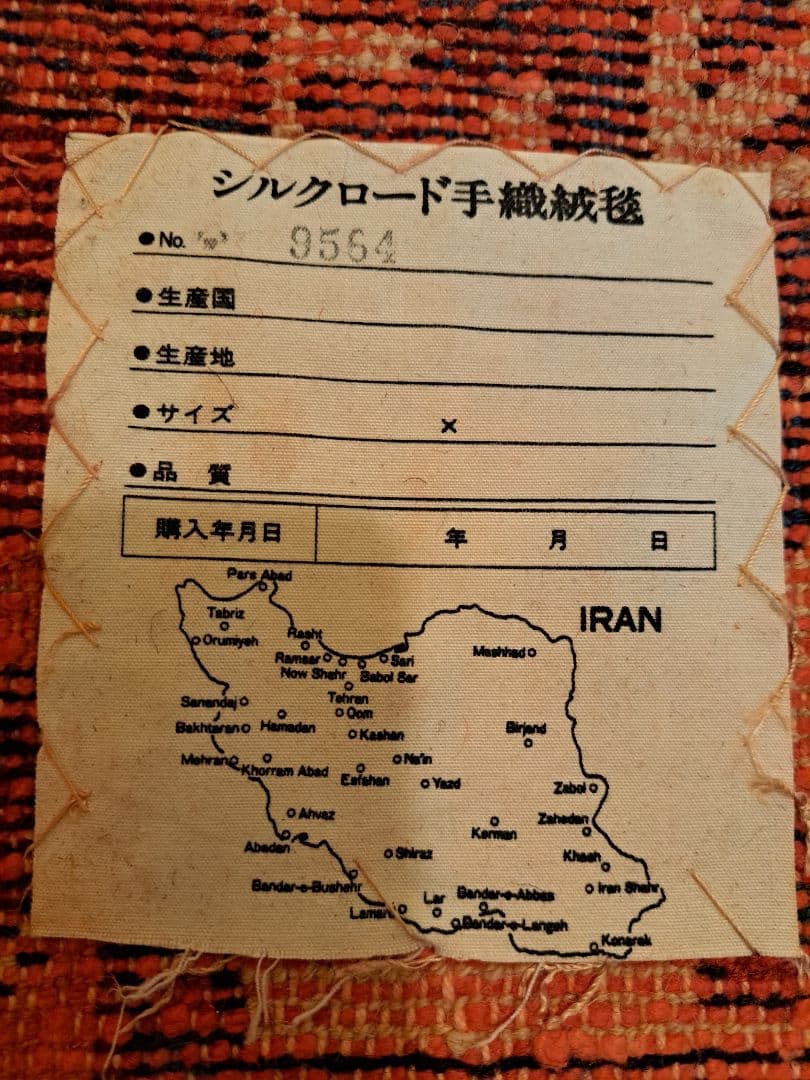 シルクロード手織絨毯
●No. 9564
●生産国
●生産地
●サイズ ×
●品 質
購入年月日 年 月 日
IRAN
Pars Abad
Tabriz
Orumiyeh
Rasht
Ramsar
Sari
Mashhad
Now Shehr
Babol Sar
Tehran
Sanandaj
Qom
Bakhtaran
Hamadan
Kashan
Birjand
Mehran
Khorram Abad
Na'in
Esfahan
Yazd
Zabol
Ahvaz
Kerman
Zahedan
Abadan
Shiraz
Khash
Bandar-e-Bushehr
Iran Shahr
Lar
Bandar-e-Abbas
Bandar-e-Langeh
Konarak